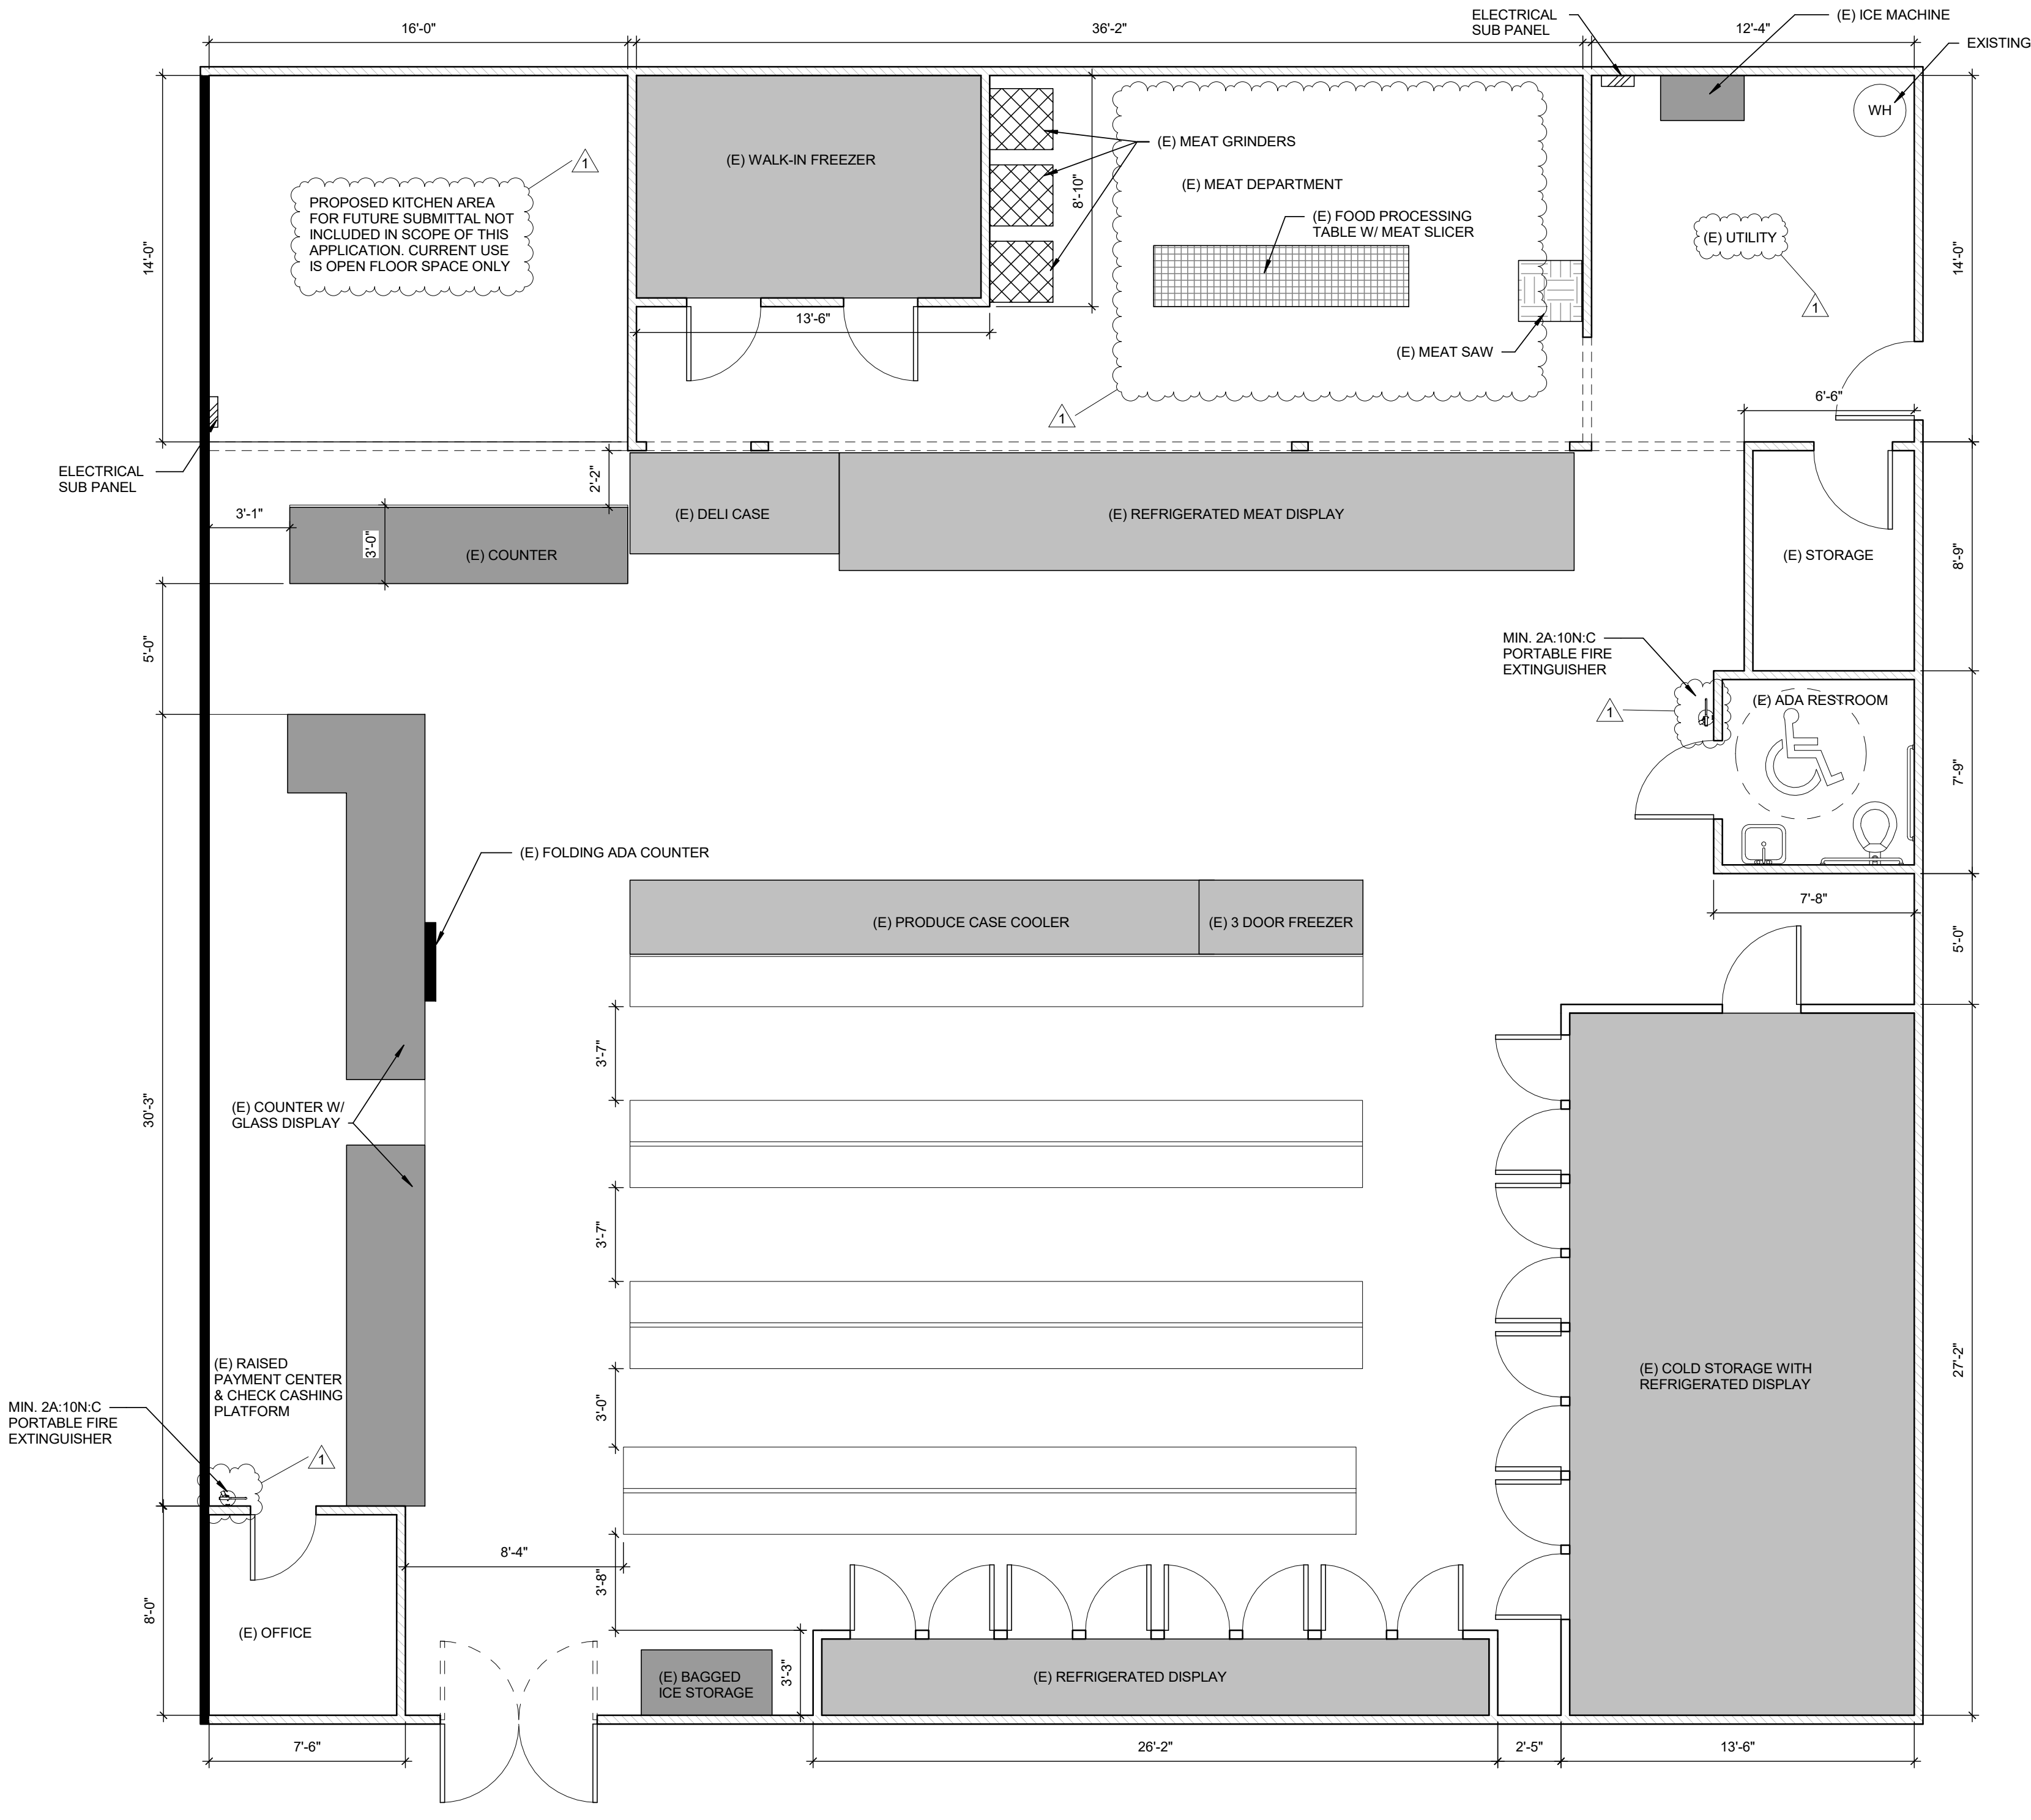 16'-0"
36'-2"
ELECTRICAL
SUB PANEL
12'-4"
(E) ICE MACHINE
EXISTING
WH
(E) WALK-IN FREEZER
(E) MEAT GRINDERS
8'-10"
(E) MEAT DEPARTMENT
(E) FOOD PROCESSING
TABLE W/ MEAT SLICER
1
PROPOSED KITCHEN AREA
FOR FUTURE SUBMITTAL NOT
INCLUDED IN SCOPE OF THIS
APPLICATION. CURRENT USE
IS OPEN FLOOR SPACE ONLY
14'-0"
(E) UTILITY
14'-0"
1
13'-6"
(E) MEAT SAW
1
6'-6"
ELECTRICAL
SUB PANEL
2'-2"
3'-1"
3'-0"
(E) COUNTER
(E) DELI CASE
(E) REFRIGERATED MEAT DISPLAY
(E) STORAGE
8'-9"
5'-0"
MIN. 2A:10N:C
PORTABLE FIRE
EXTINGUISHER
1
(E) ADA RESTROOM
7'-9"
(E) FOLDING ADA COUNTER
(E) PRODUCE CASE COOLER
(E) 3 DOOR FREEZER
7'-8"
5'-0"
3'-7"
30'-3"
(E) COUNTER W/
GLASS DISPLAY
3'-7"
(E) RAISED
PAYMENT CENTER
& CHECK CASHING
PLATFORM
3'-0"
(E) COLD STORAGE WITH
REFRIGERATED DISPLAY
27'-2"
MIN. 2A:10N:C
PORTABLE FIRE
EXTINGUISHER
1
8'-4"
3'-8"
8'-0"
(E) OFFICE
(E) BAGGED
ICE STORAGE
3'-3"
(E) REFRIGERATED DISPLAY
7'-6"
26'-2"
2'-5"
13'-6"